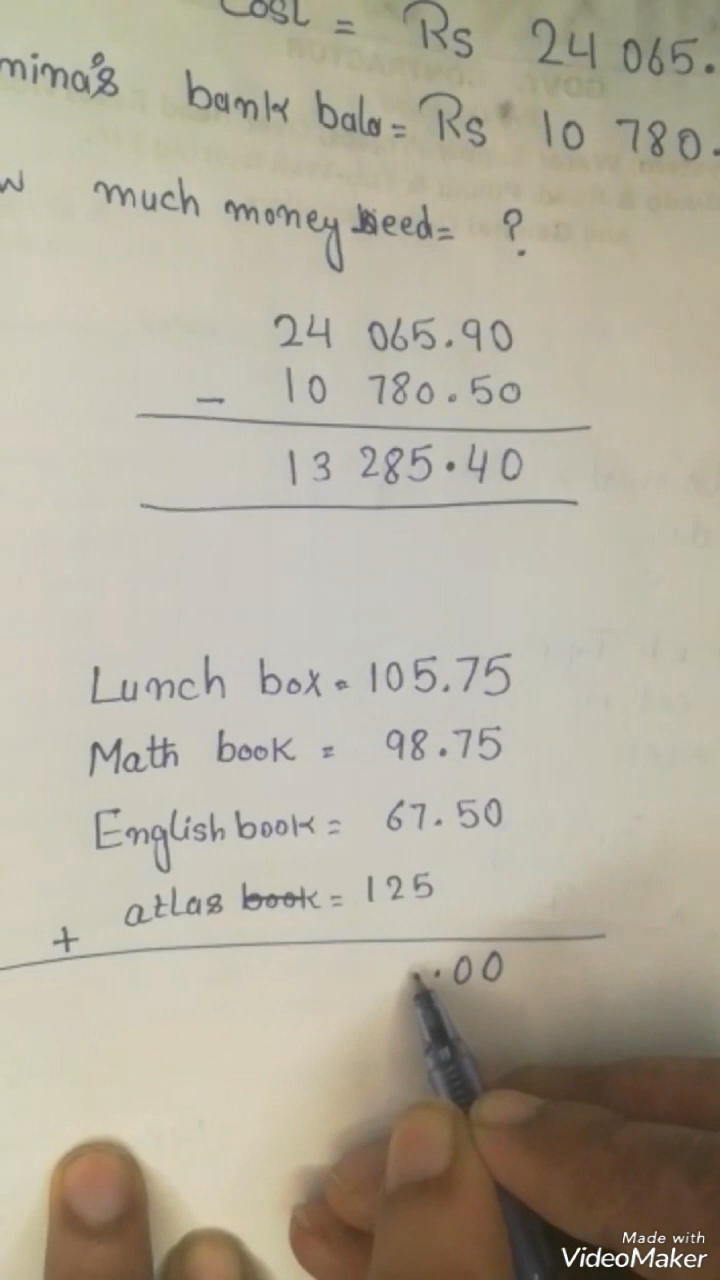 Cost = Rs 24 065.
mina's bank bala = Rs 10 780.
w much money need = ?
24 065.90
- 10 780.50
13 285.40
Lunch box = 105.75
Math book = 98.75
English book = 67.50
atlas book = 125
+
.00
Made with
VideoMaker